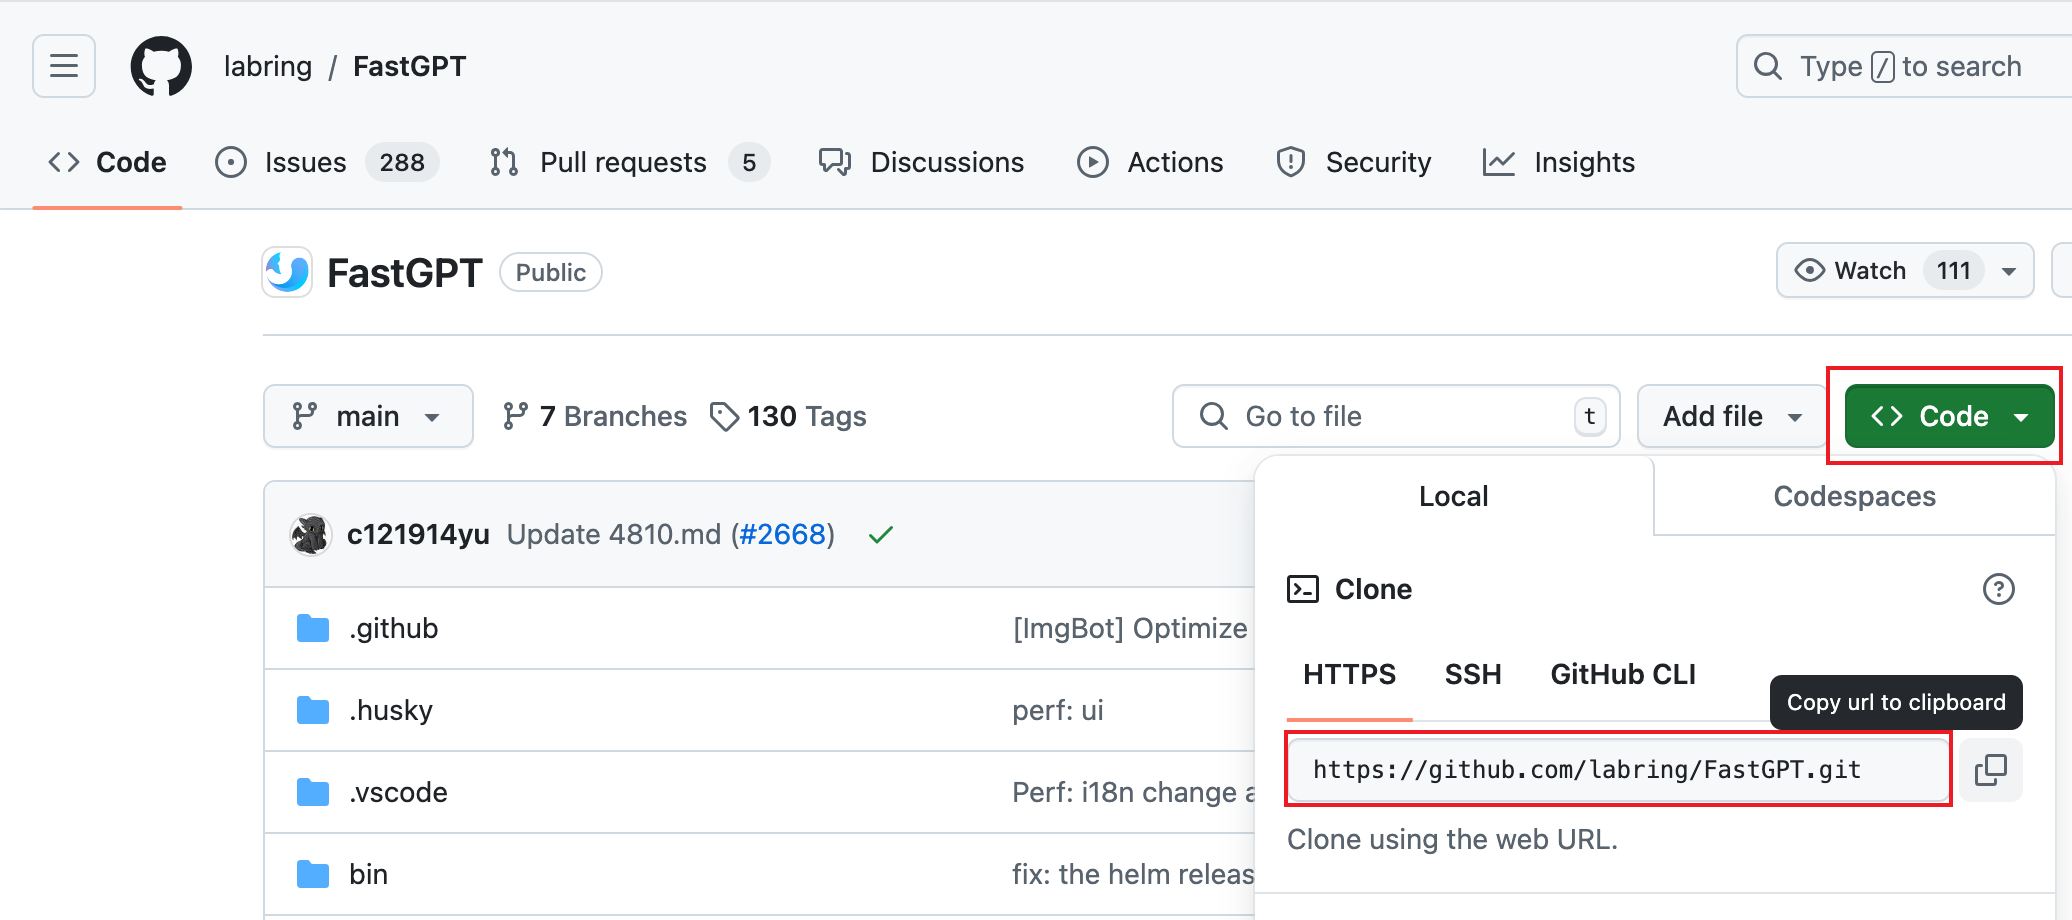 labring / FastGPT
Type / to search
Code
Issues 288
Pull requests 5
Discussions
Actions
Security
Insights
FastGPT Public
Watch 111
main
7 Branches
130 Tags
Go to file t
Add file
Code
c121914yu Update 4810.md (#2668)
.github [ImgBot] Optimize
.husky perf: ui
.vscode Perf: i18n change
bin fix: the helm releas
Local
Codespaces
Clone
HTTPS
SSH
GitHub CLI
Copy url to clipboard
https://github.com/labring/FastGPT.git
Clone using the web URL.